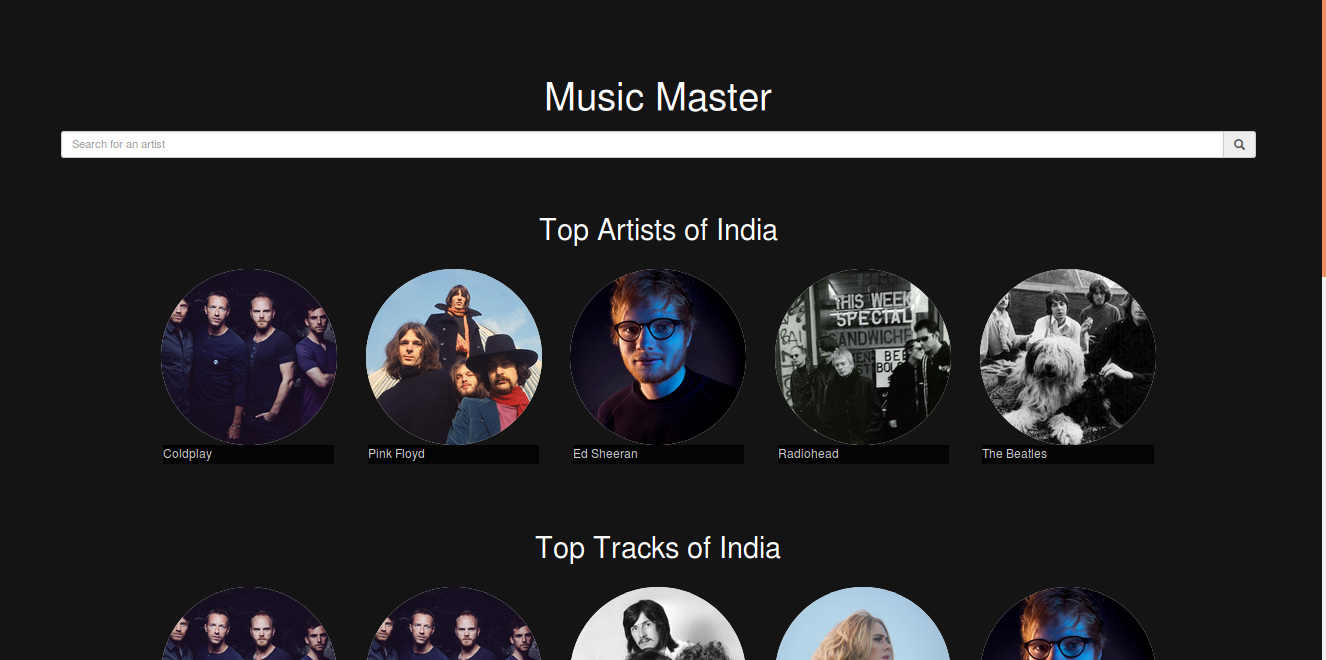 Music Master
Search for an artist
Top Artists of India
THIS WEEK
SPECIAL
SANDWICHE
Coldplay
Pink Floyd
Ed Sheeran
Radiohead
The Beatles
Top Tracks of India